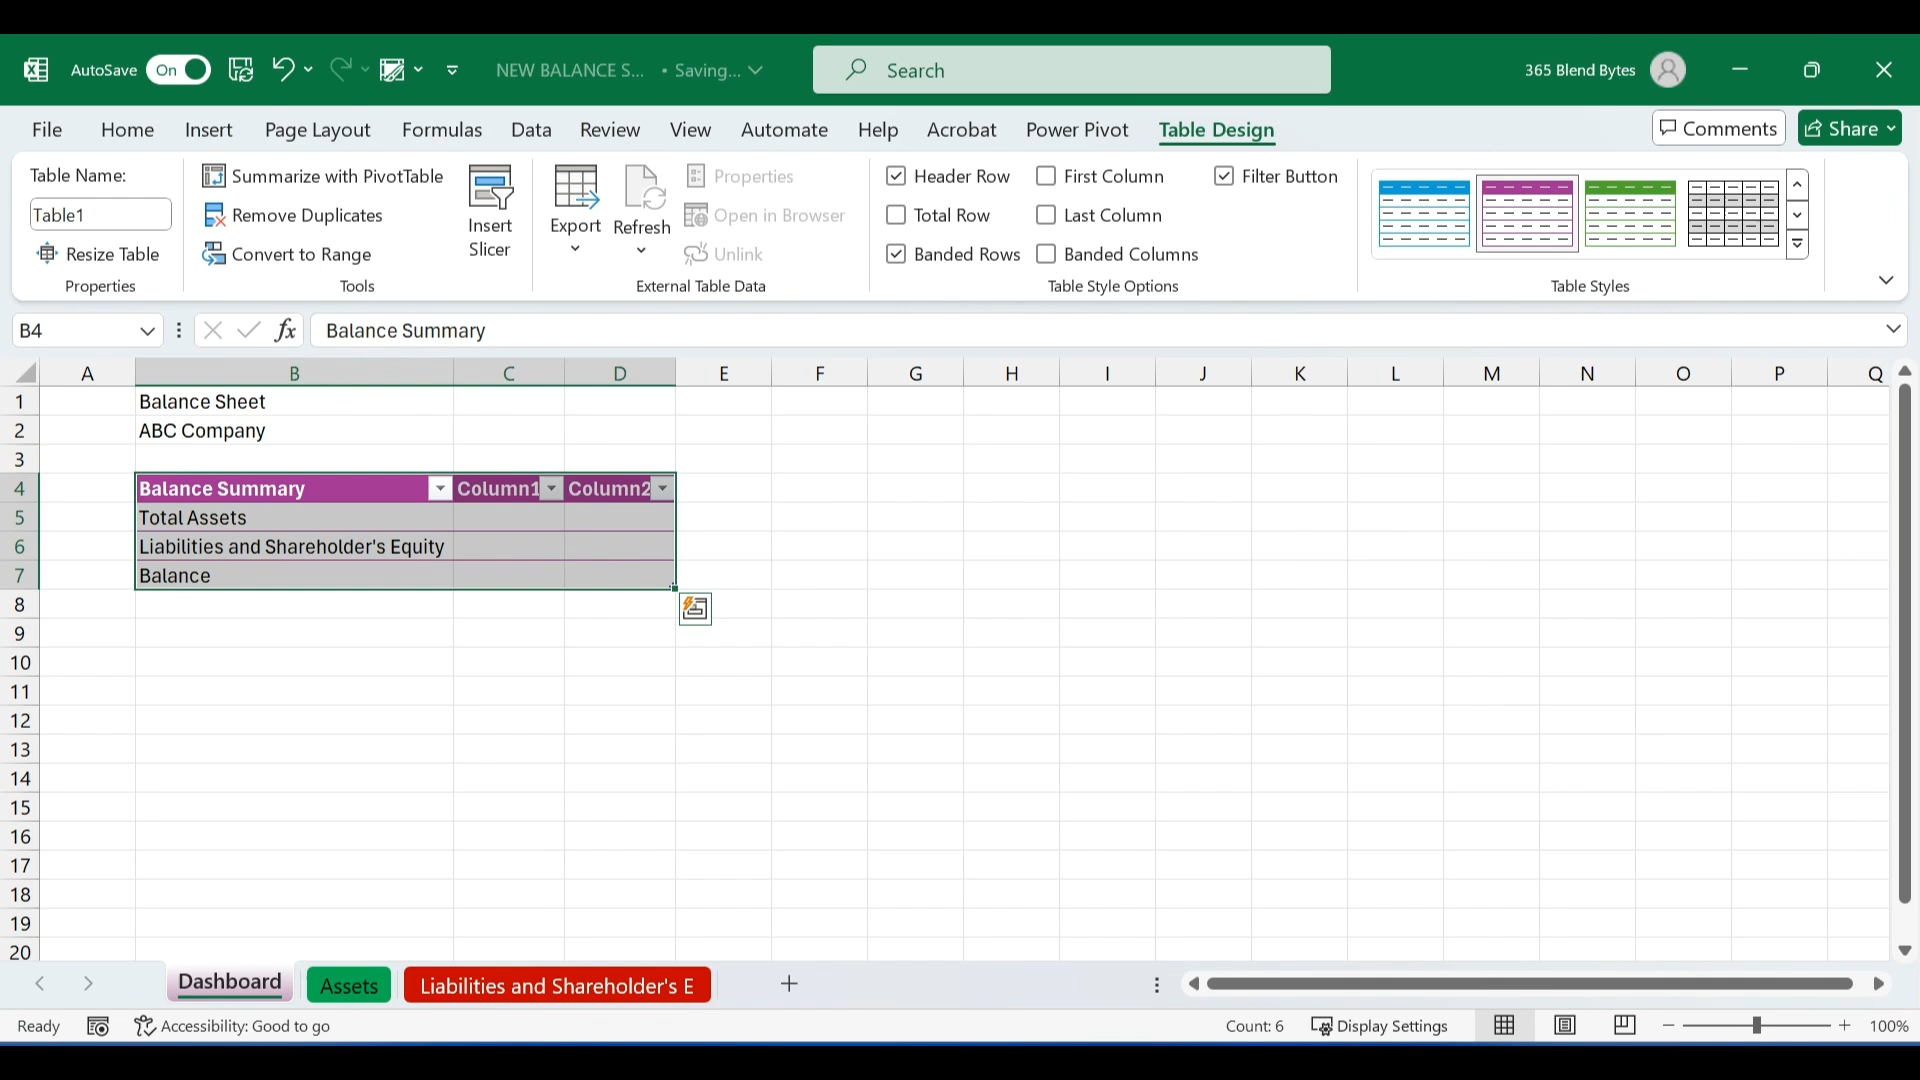 AutoSave On NEW BALANCE S... • Saving... Search 365 Blend Bytes
File Home Insert Page Layout Formulas Data Review View Automate Help Acrobat Power Pivot Table Design Comments Share
Table Name:
Table1
Resize Table
Properties
Summarize with PivotTable
Remove Duplicates
Convert to Range
Insert
Slicer
Tools
Export
Refresh
Properties
Open in Browser
Unlink
External Table Data
Header Row
Total Row
Banded Rows
First Column
Last Column
Banded Columns
Filter Button
Table Style Options
Table Styles
B4 fx Balance Summary
A B C D E F G H I J K L M N O P Q
1 Balance Sheet
2 ABC Company
3
4 Balance Summary Column1 Column2
5 Total Assets
6 Liabilities and Shareholder's Equity
7 Balance
8
9
10
11
12
13
14
15
16
17
18
19
20
Dashboard Assets Liabilities and Shareholder's E
Ready Accessibility: Good to go Count: 6 Display Settings 100%